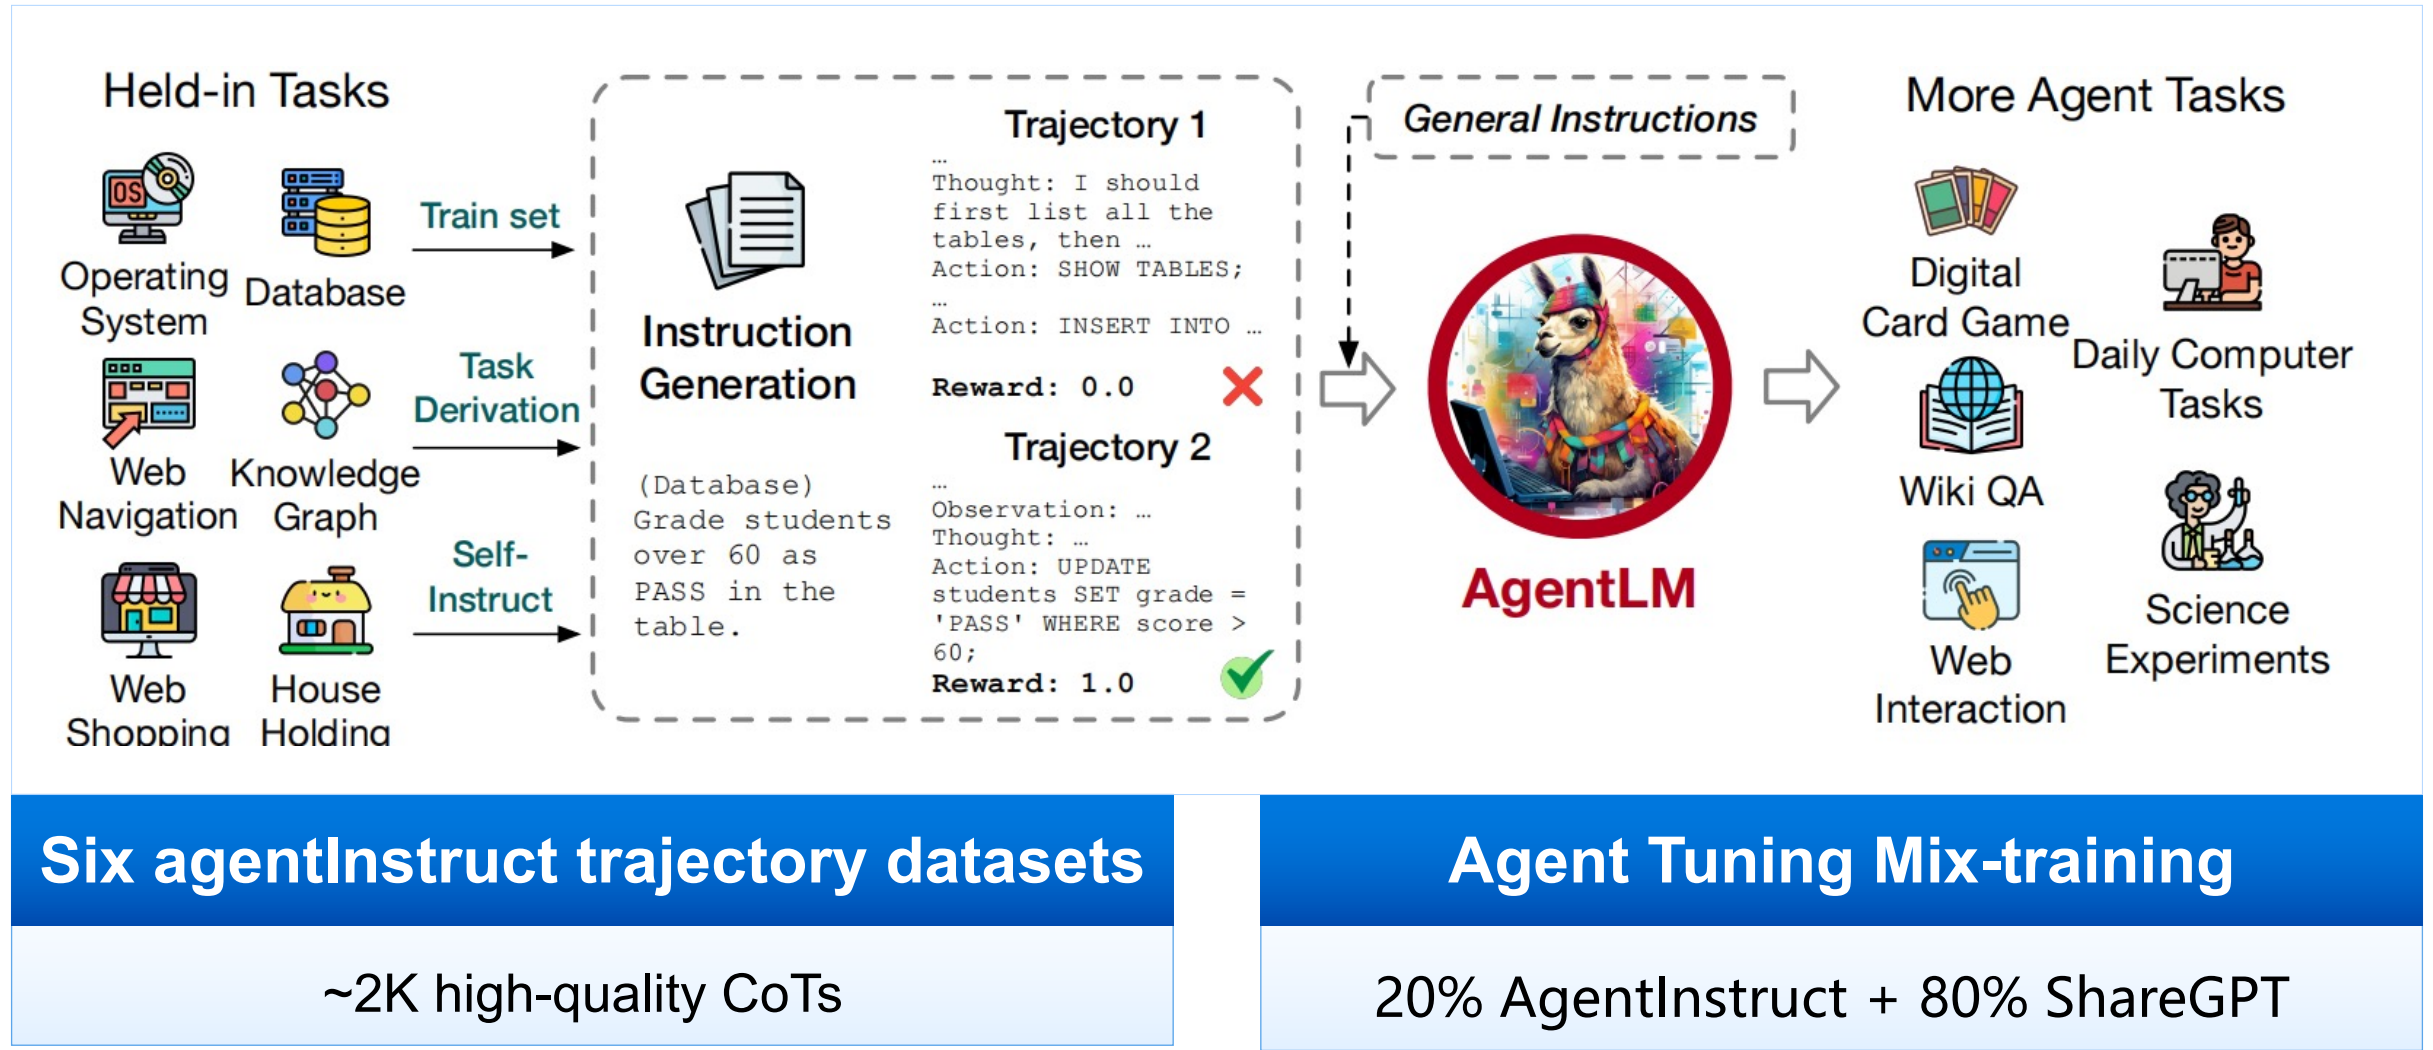 Held-in Tasks
OS
Operating
System
Database
Web
Navigation
Knowledge
Graph
Web
Shopping
House
Holding
Train set
Task
Derivation
Self-
Instruct
Instruction
Generation
(Database)
Grade students
over 60 as
PASS in the
table.
Trajectory 1
…
Thought: I should
first list all the
tables, then …
Action: SHOW TABLES;
…
Action: INSERT INTO …
Reward: 0.0
Trajectory 2
…
Observation: …
Thought: …
Action: UPDATE
students SET grade =
'PASS' WHERE score >
60;
Reward: 1.0
General Instructions
AgentLM
More Agent Tasks
Digital
Card Game
Daily Computer
Tasks
Wiki QA
Science
Experiments
Web
Interaction
Six agentInstruct trajectory datasets
~2K high-quality CoTs
Agent Tuning Mix-training
20% AgentInstruct + 80% ShareGPT